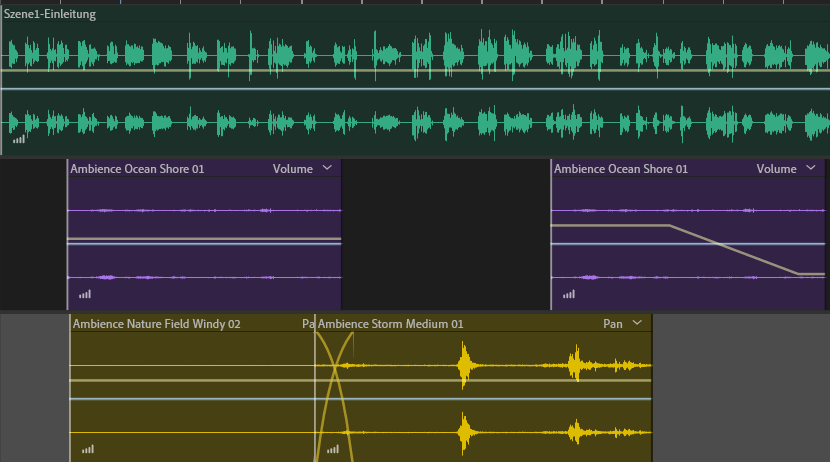 Szene1-Einleitung
Ambience Ocean Shore 01 Volume
Ambience Ocean Shore 01 Volume
Ambience Nature Field Windy 02 Pa
Ambience Storm Medium 01 Pan